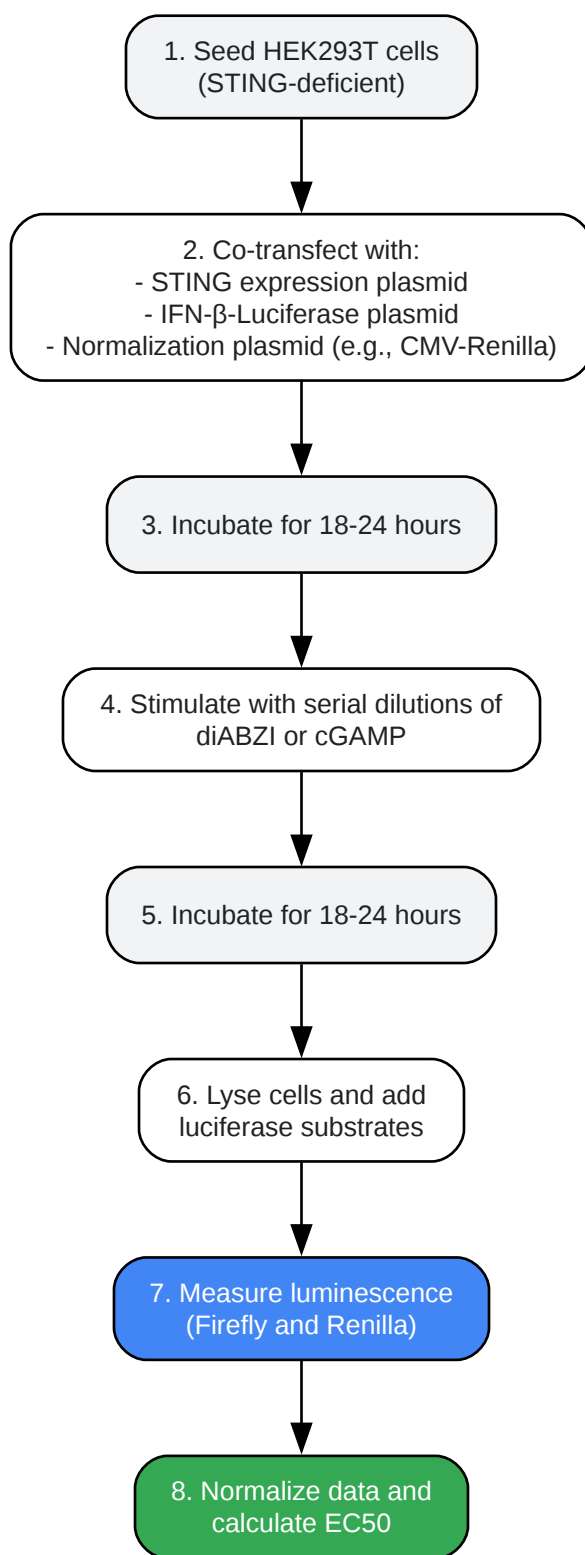 1. Seed HEK293T cells
(STING-deficient)
2. Co-transfect with:
- STING expression plasmid
- IFN-β-Luciferase plasmid
- Normalization plasmid (e.g., CMV-Renilla)
3. Incubate for 18-24 hours
4. Stimulate with serial dilutions of
diABZI or cGAMP
5. Incubate for 18-24 hours
6. Lyse cells and add
luciferase substrates
7. Measure luminescence
(Firefly and Renilla)
8. Normalize data and
calculate EC50